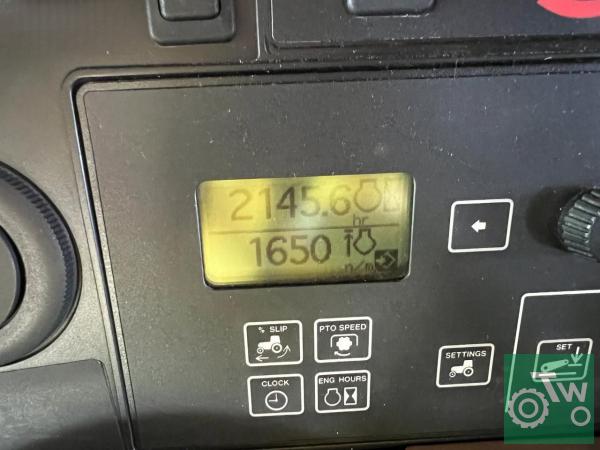 2145.6
hr
1650
n/m
% SLIP
PTO SPEED
CLOCK
ENG HOURS
SETTINGS
SET
W